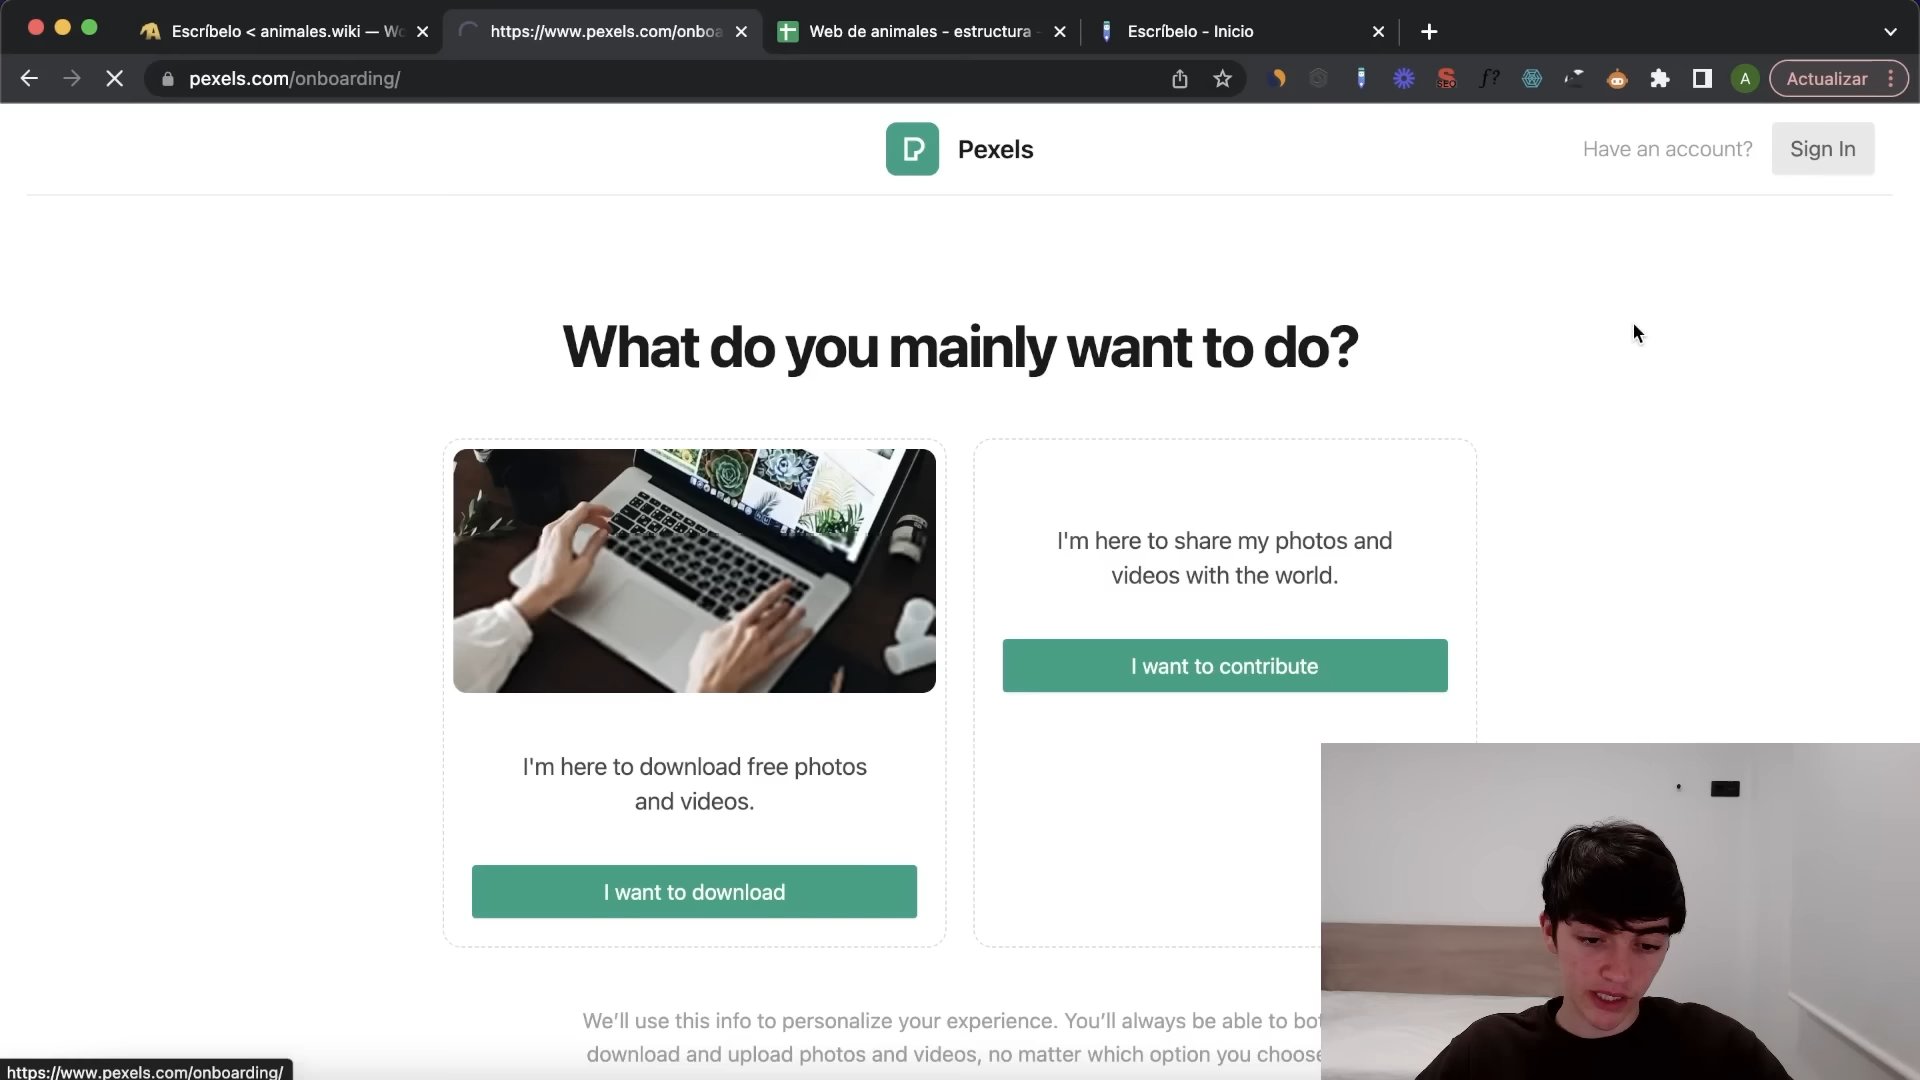 Escríbelo < animales.wiki — Wo
https://www.pexels.com/onboa
Web de animales - estructura -
Escríbelo - Inicio
pexels.com/onboarding/
SEO
f?
A
Actualizar
Pexels
Have an account?
Sign In
What do you mainly want to do?
I'm here to share my photos and
videos with the world.
I want to contribute
I'm here to download free photos
and videos.
I want to download
We'll use this info to personalize your experience. You'll always be able to bot
download and upload photos and videos, no matter which option you choose
https://www.pexels.com/onboarding/